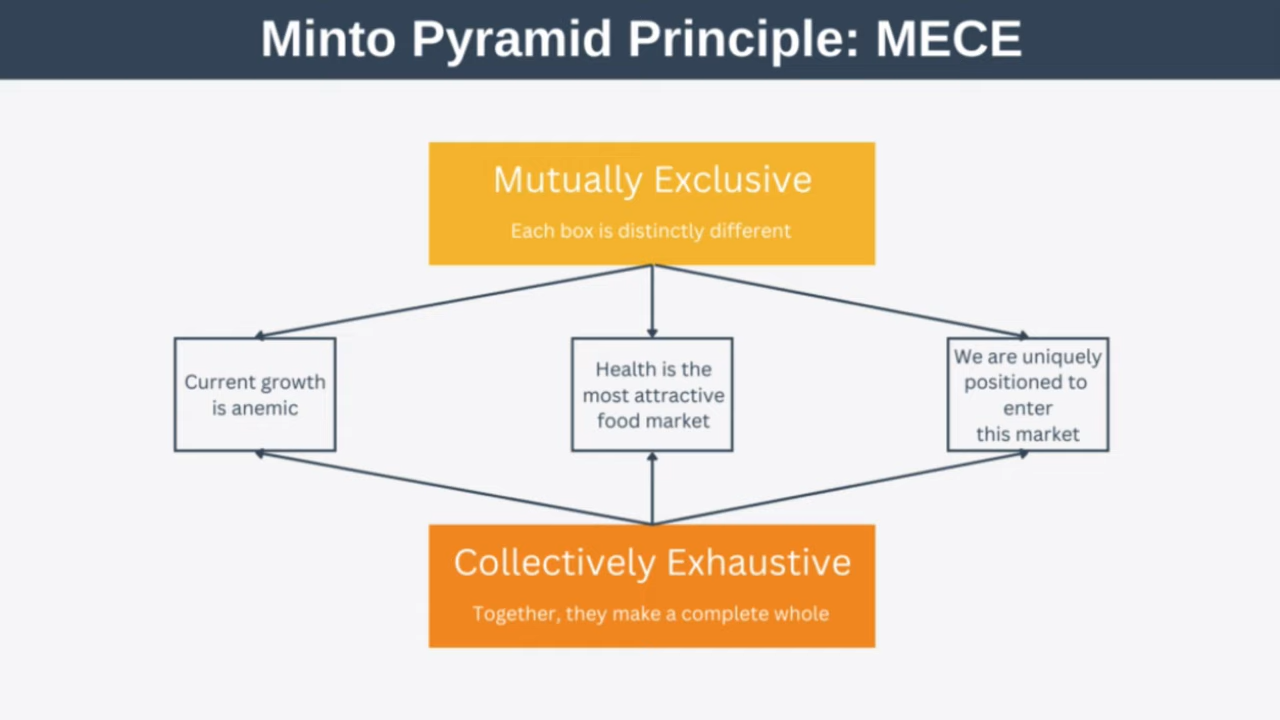 Minto Pyramid Principle: MECE
Mutually Exclusive
Each box is distinctly different
Current growth
is anemic
Health is the
most attractive
food market
We are uniquely
positioned to
enter
this market
Collectively Exhaustive
Together, they make a complete whole